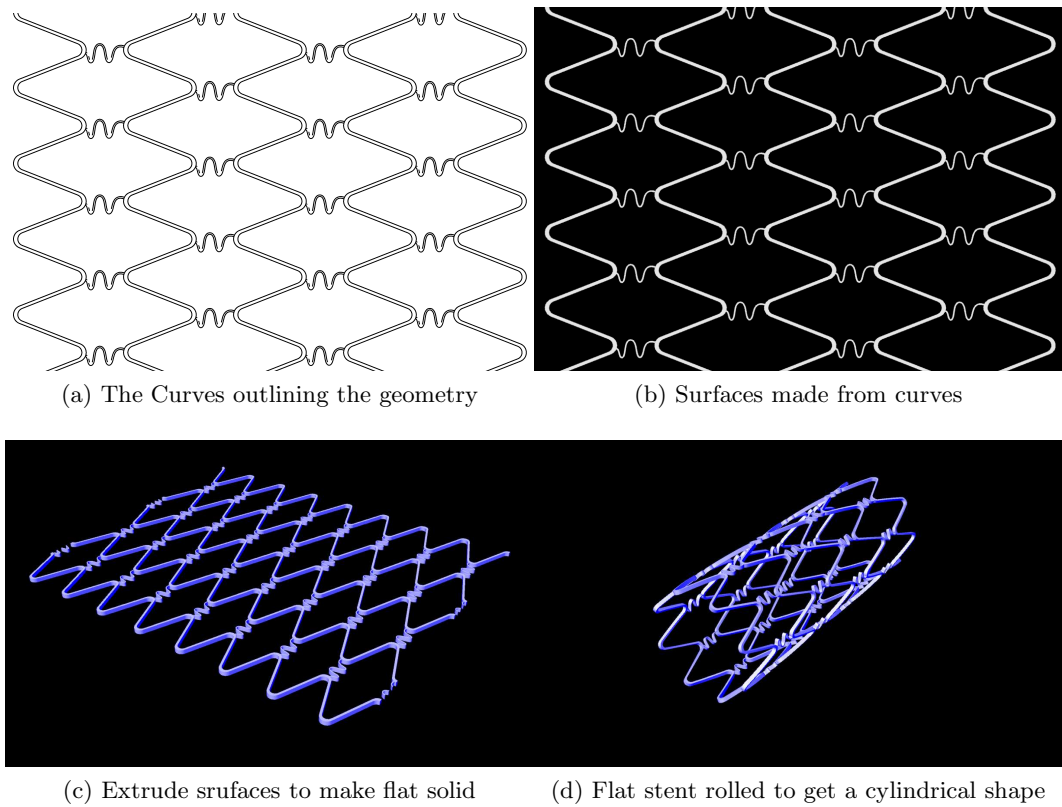 (a) The Curves outlining the geometry
(b) Surfaces made from curves
(c) Extrude srufaces to make flat solid
(d) Flat stent rolled to get a cylindrical shape